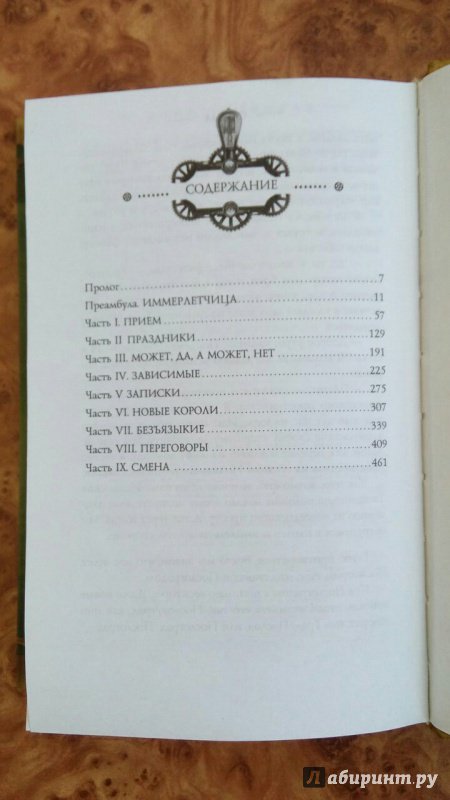 СОДЕРЖАНИЕ
Пролог 7
Преамбула. ИММЕРЛЕТЧИЦА 11
Часть I. ПРИЕМ 57
Часть II ПРАЗДНИКИ 129
Часть III. МОЖЕТ, ДА, А МОЖЕТ, НЕТ 191
Часть IV. ЗАВИСИМЫЕ 225
Часть V ЗАПИСКИ 275
Часть VI. НОВЫЕ КОРОЛИ 307
Часть VII. БЕЗЪЯЗЫКИЕ 339
Часть VIII. ПЕРЕГОВОРЫ 409
Часть IX. СМЕНА 461
Лабиринт.ру